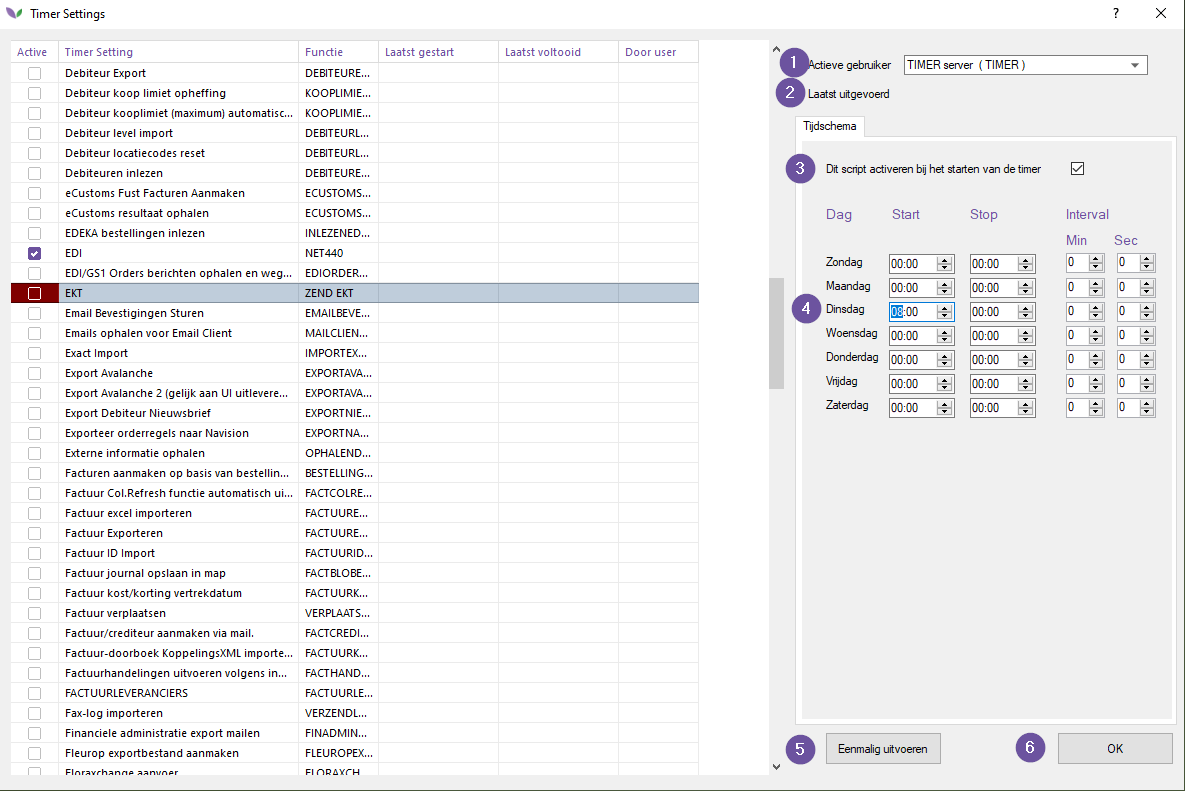 Timer Settings ?
Active Timer Setting Functie Laatst gestart Laatst voltooid Door user
Debiteur Export DEBITEURE...
Debiteur koop limiet opheffing KOOPLIMIE...
Debiteur kooplimiet (maximum) automatisc... KOOPLIMIE...
Debiteur level import DEBITEURL...
Debiteur locatiecodes reset DEBITEURL...
Debiteuren inlezen DEBITEURE...
eCustoms Fust Facturen Aanmaken ECUSTOMS...
eCustoms resultaat ophalen ECUSTOMS...
EDEKA bestellingen inlezen INLEZENED...
EDI NET440
EDI/GS1 Orders berichten ophalen en weg... EDIORDER...
EKT ZEND EKT
Email Bevestigingen Sturen EMAILBEVE...
Emails ophalen voor Email Client MAILCLIEN...
Exact Import IMPORTEX...
Export Avalanche EXPORTAVA...
Export Avalanche 2 (gelijk aan UI uitlevere... EXPORTAVA...
Export Debiteur Nieuwsbrief EXPORTNIE...
Exporteer orderregels naar Navision EXPORTNA...
Externe informatie ophalen OPHALEND...
Facturen aanmaken op basis van bestellin... BESTELLING...
Factuur Col.Refresh functie automatisch ui... FACTCOLRE...
Factuur excel importeren FACTUURE...
Factuur Exporteren FACTUURE...
Factuur ID Import FACTUURID...
Factuur journal opslaan in map FACTBLOBE...
Factuur kost/korting vertrekdatum FACTUURK...
Factuur verplaatsen VERPLAATS...
Factuur/crediteur aanmaken via mail. FACTCREDI...
Factuur-doorboek KoppelingsXML importe... FACTUURK...
Factuurhandelingen uitvoeren volgens in... FACTHAND...
FACTUURLEVERANCIERS FACTUURLE...
Fax-log importeren VERZENDL...
Financiele administratie export mailen FINADMIN...
Fleurop exportbestand aanmaken FLEUROPEX...
Floraxchange aanvoer FLORAXCH...
1 Actieve gebruiker TIMER server ( TIMER )
2 Laatst uitgevoerd
Tijdschema
3 Dit script activeren bij het starten van de timer
Dag Start Stop Interval
Min Sec
Zondag 00:00 00:00 0 0
Maandag 00:00 00:00 0 0
4 Dinsdag 08:00 00:00 0 0
Woensdag 00:00 00:00 0 0
Donderdag 00:00 00:00 0 0
Vrijdag 00:00 00:00 0 0
Zaterdag 00:00 00:00 0 0
5 Eenmalig uitvoeren 6 OK